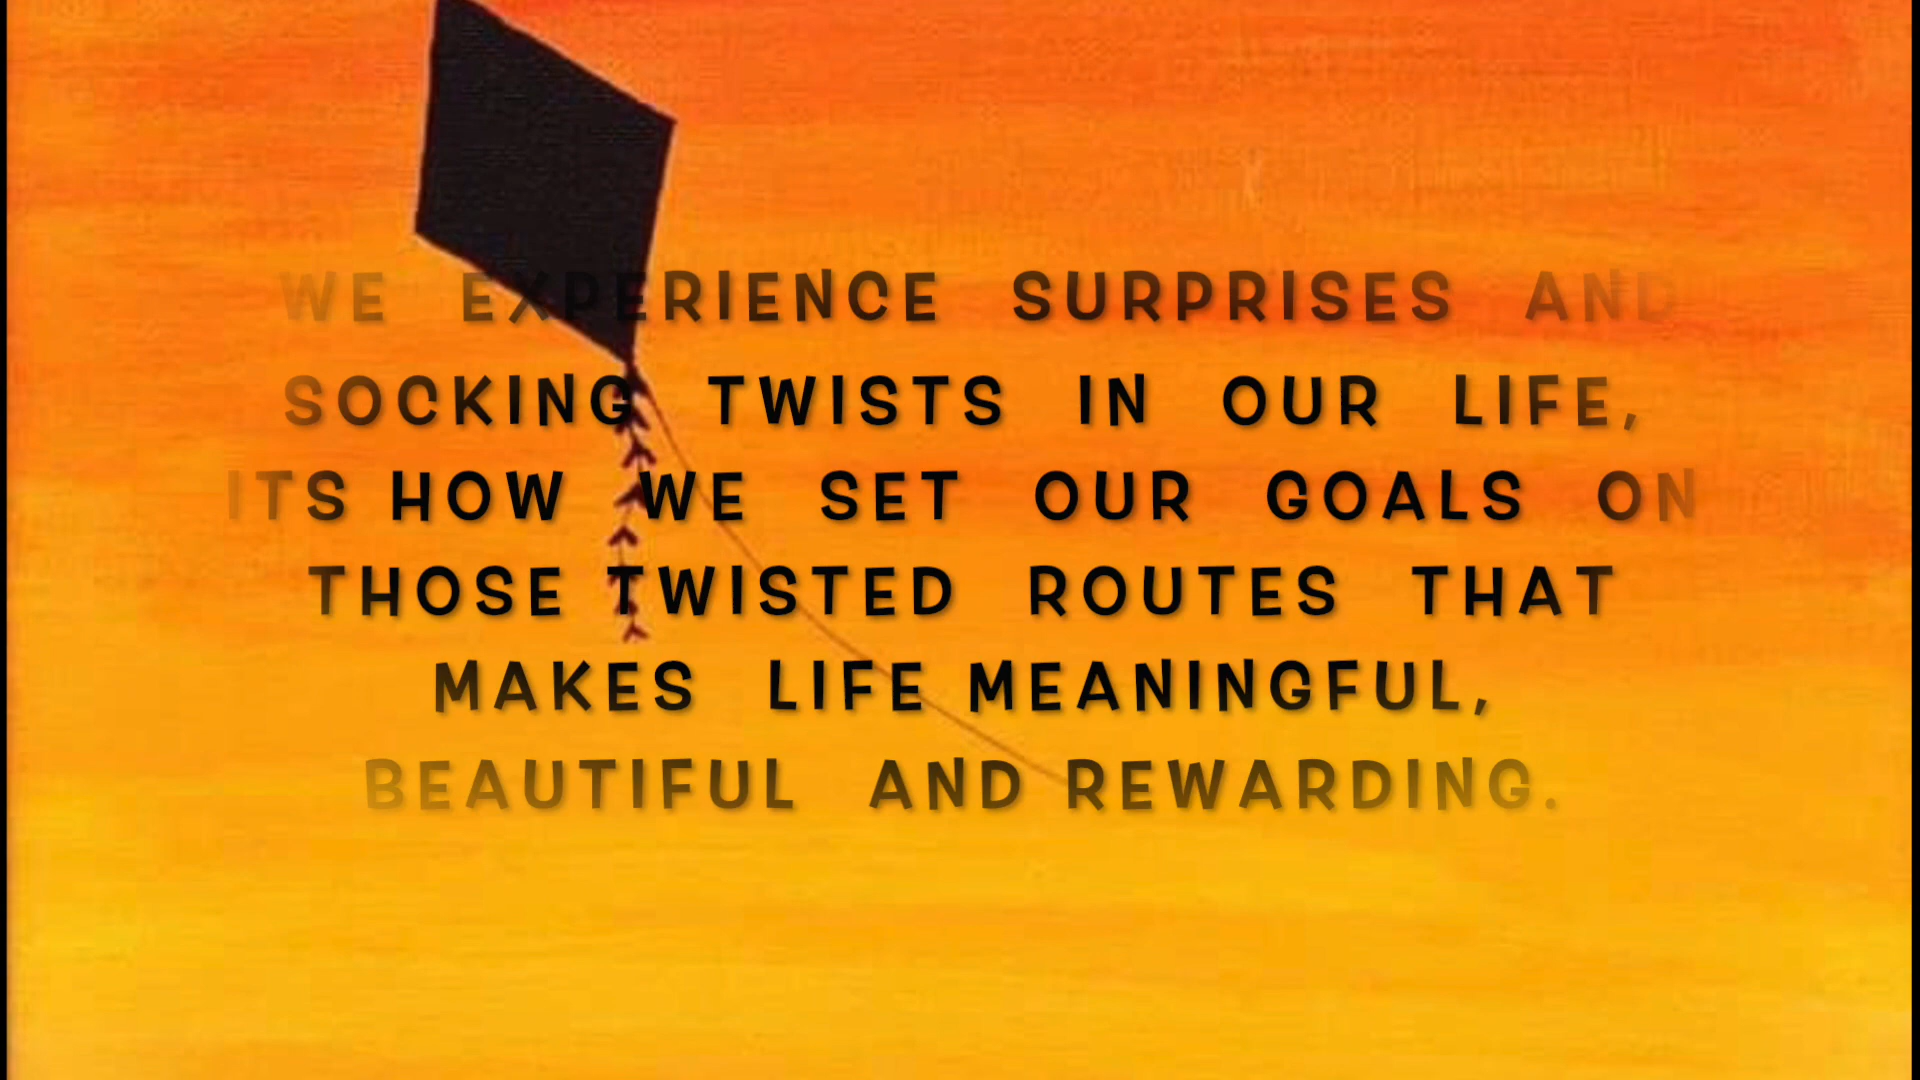 WE EXPERIENCE SURPRISES AND
SOCKING TWISTS IN OUR LIFE,
ITS HOW WE SET OUR GOALS ON
THOSE TWISTED ROUTES THAT
MAKES LIFE MEANINGFUL,
BEAUTIFUL AND REWARDING.